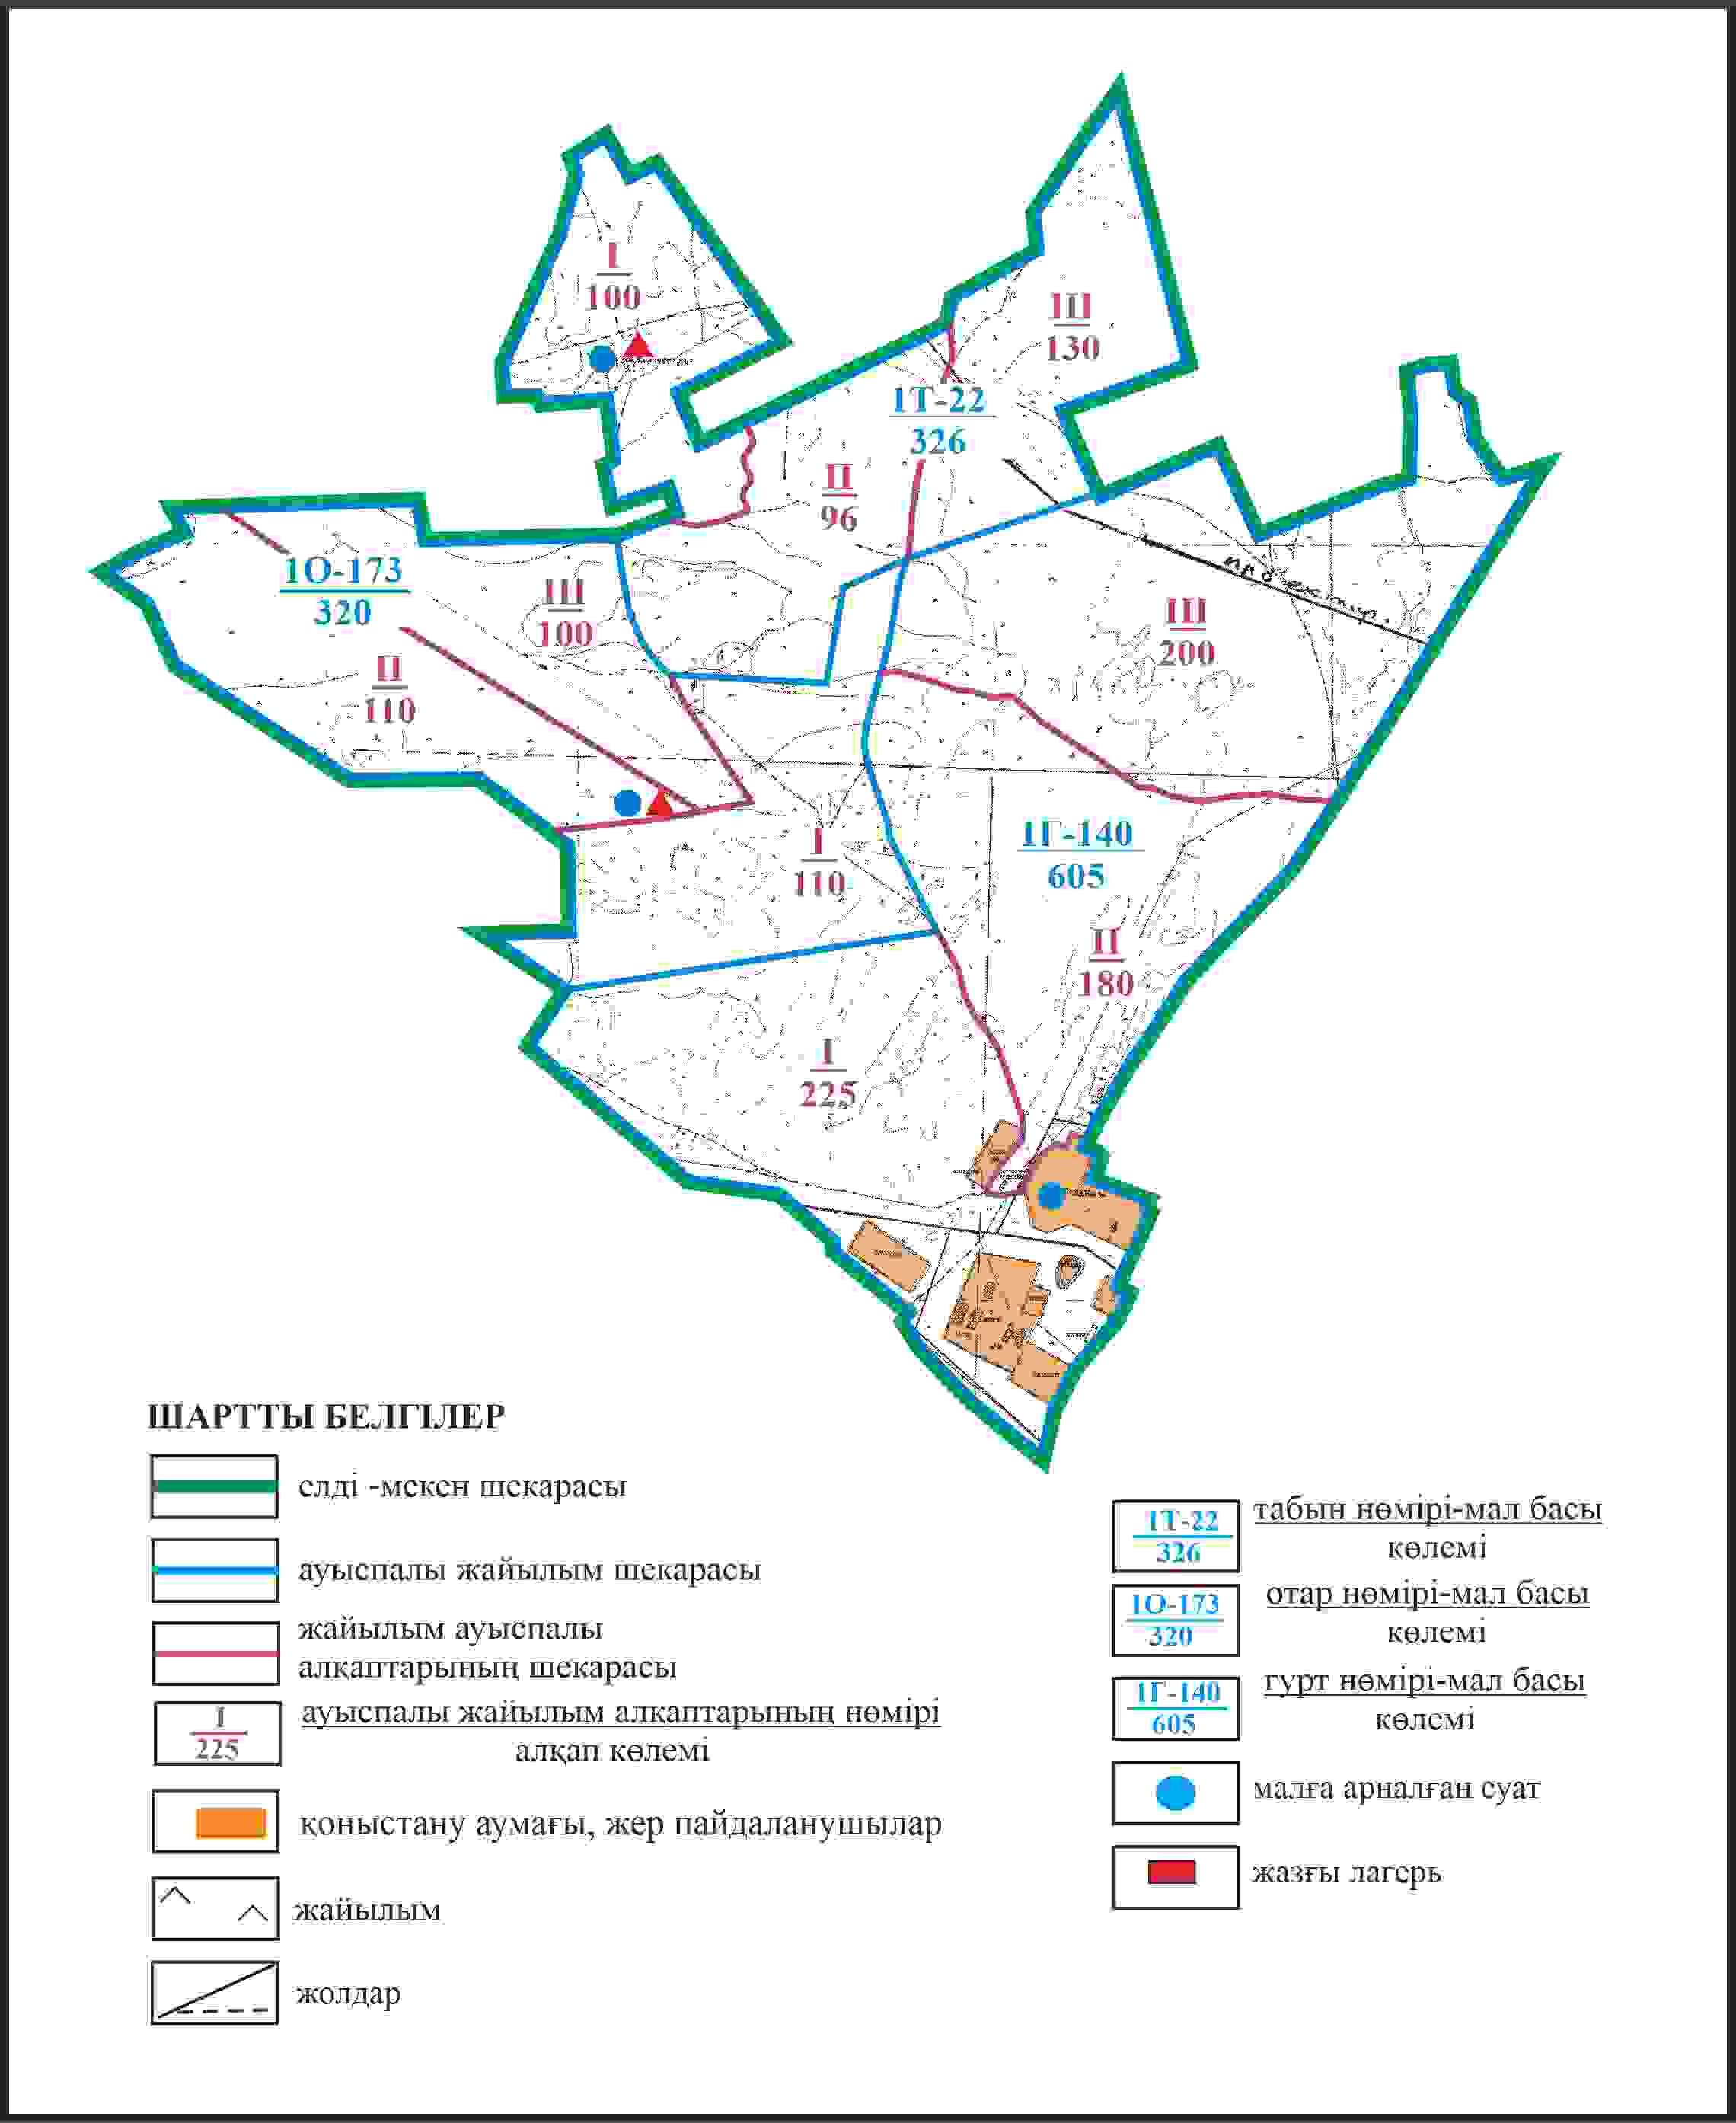 I
100
III
130
1Т-22
326
II
96
1О-173
320
III
100
III
200
проектир
II
110
I
110
1Г-140
605
II
180
I
225
ШАРТТЫ БЕЛГІЛЕР
елді -мекен шекарасы
ауыспалы жайылым шекарасы
жайылым ауыспалы
алқаптарының шекарасы
I
225
ауыспалы жайылым алқаптарының нөмірі
алқап көлемі
қоныстану аумағы, жер пайдаланушылар
жайылым
жолдар
1Т-22
326
табын нөмірі-мал басы
көлемі
1О-173
320
отар нөмірі-мал басы
көлемі
1Г-140
605
гурт нөмірі-мал басы
көлемі
малға арналған суат
жазғы лагерь